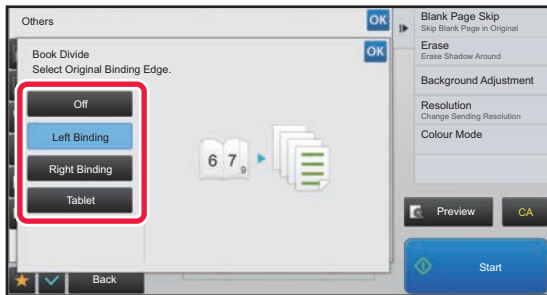 Others
OK
Book Divide
Select Original Binding Edge.
OK
Off
Left Binding
Right Binding
Tablet
6 7 9
Back
Blank Page Skip
Skip Blank Page in Original
Erase
Erase Shadow Around
Background Adjustment
Resolution
Change Sending Resolution
Colour Mode
Preview
CA
Start